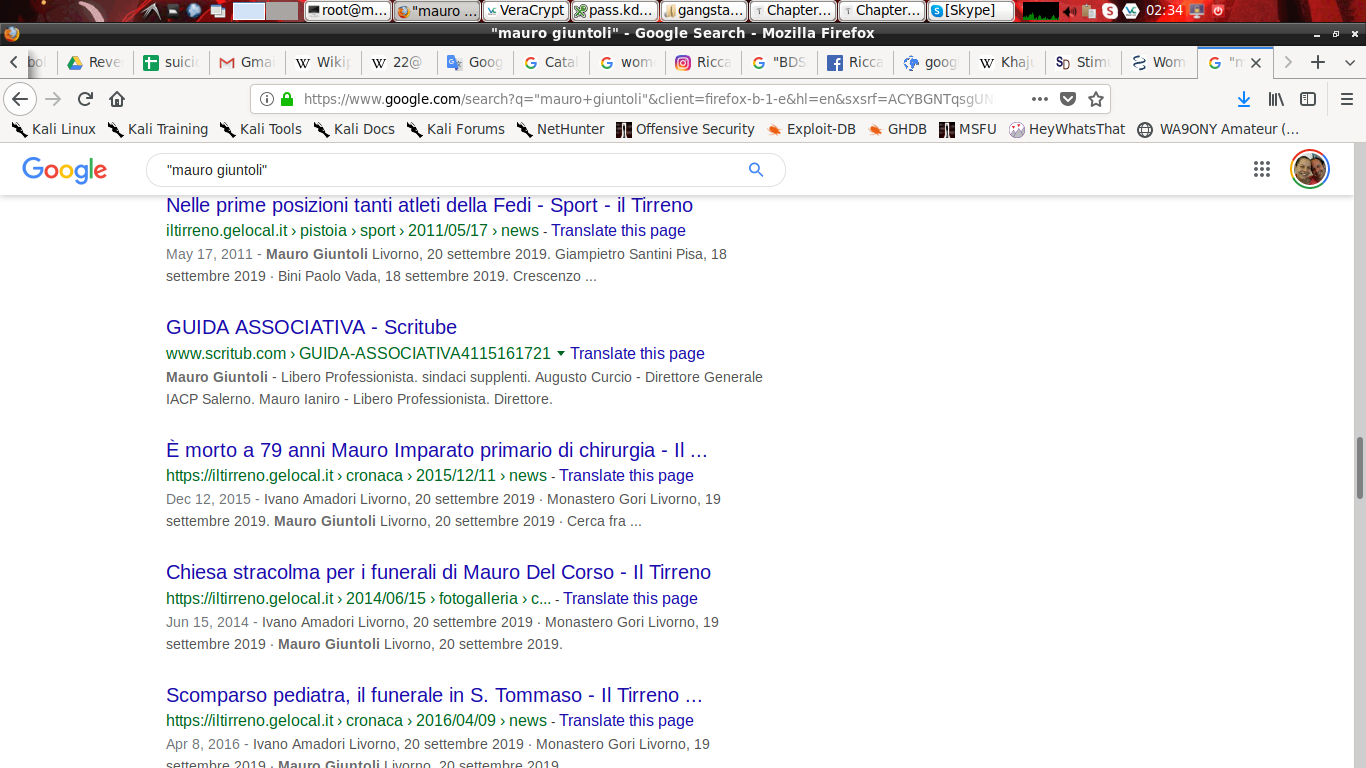 root@m...
"mauro ...
VeraCrypt
pass.kd...
gangsta...
Chapter...
Chapter...
[Skype]
02:34
"mauro giuntoli" - Google Search - Mozilla Firefox
Reve
suici
Gmai
Wikip
22@
Goog
Catal
wome
Ricca
"BDS
Ricca
goog
Khaju
Stimu
Wom
https://www.google.com/search?q="mauro+giuntoli"&client=firefox-b-1-e&hl=en&sxsrf=ACYBGNTqsgUN
Kali Linux
Kali Training
Kali Tools
Kali Docs
Kali Forums
NetHunter
Offensive Security
Exploit-DB
GHDB
MSFU
HeyWhatsThat
WA9ONY Amateur (...
Google
"mauro giuntoli"
Nelle prime posizioni tanti atleti della Fedi - Sport - il Tirreno
iltirreno.gelocal.it › pistoia › sport › 2011/05/17 › news - Translate this page
May 17, 2011 - Mauro Giuntoli Livorno, 20 settembre 2019. Giampietro Santini Pisa, 18
settembre 2019 · Bini Paolo Vada, 18 settembre 2019. Crescenzo ...
GUIDA ASSOCIATIVA - Scritube
www.scritub.com › GUIDA-ASSOCIATIVA4115161721 Translate this page
Mauro Giuntoli - Libero Professionista. sindaci supplenti. Augusto Curcio - Direttore Generale
IACP Salerno. Mauro Ianiro - Libero Professionista. Direttore.
È morto a 79 anni Mauro Imparato primario di chirurgia - Il ...
https://iltirreno.gelocal.it › cronaca › 2015/12/11 › news - Translate this page
Dec 12, 2015 - Ivano Amadori Livorno, 20 settembre 2019 · Monastero Gori Livorno, 19
settembre 2019. Mauro Giuntoli Livorno, 20 settembre 2019 · Cerca fra ...
Chiesa stracolma per i funerali di Mauro Del Corso - Il Tirreno
https://iltirreno.gelocal.it › 2014/06/15 › fotogalleria › c... - Translate this page
Jun 15, 2014 - Ivano Amadori Livorno, 20 settembre 2019 · Monastero Gori Livorno, 19
settembre 2019 · Mauro Giuntoli Livorno, 20 settembre 2019.
Scomparso pediatra, il funerale in S. Tommaso - Il Tirreno ...
https://iltirreno.gelocal.it › cronaca › 2016/04/09 › news - Translate this page
Apr 8, 2016 - Ivano Amadori Livorno, 20 settembre 2019 · Monastero Gori Livorno, 19
settembre 2019 · Mauro Giuntoli Livorno, 20 settembre 2019